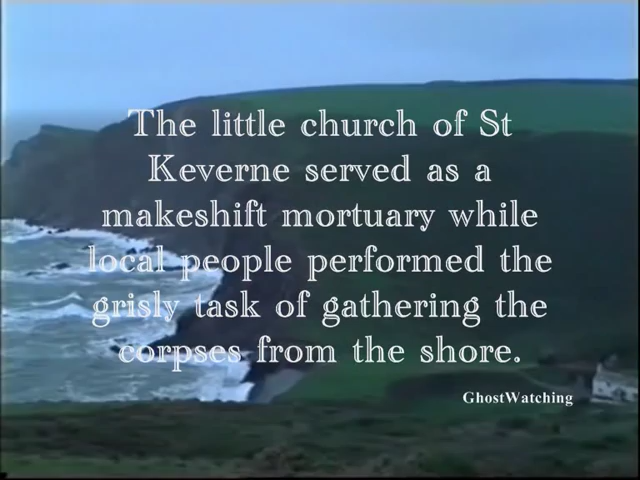 The little church of St
Keverne served as a
makeshift mortuary while
local people performed the
grisly task of gathering the
corpses from the shore.
GhostWatching